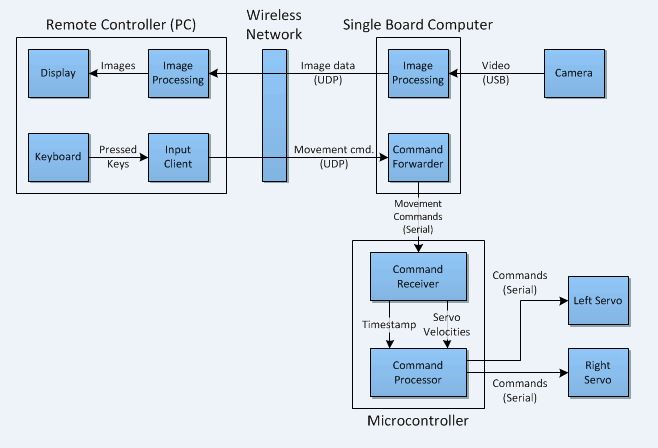 Remote Controller (PC)
Wireless
Network
Single Board Computer
Display
Images
Image
Processing
Image data
(UDP)
Image
Processing
Video
(USB)
Camera
Keyboard
Pressed
Keys
Input
Client
Movement cmd.
(UDP)
Command
Forwarder
Movement
Commands
(Serial)
Command
Receiver
Timestamp
Servo
Velocities
Command
Processor
Commands
(Serial)
Left Servo
Commands
(Serial)
Right
Servo
Microcontroller